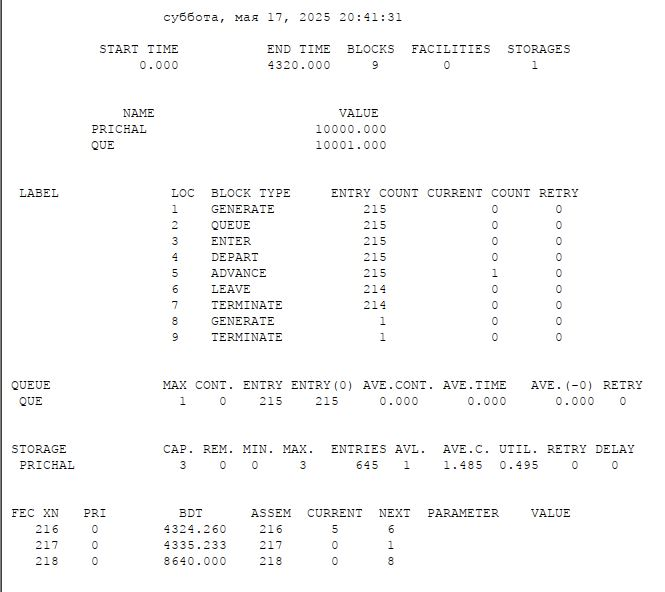 суббота, мая 17, 2025 20:41:31
START TIME END TIME BLOCKS FACILITIES STORAGES
0.000 4320.000 9 0 1
NAME VALUE
PRICHAL 10000.000
QUE 10001.000
LABEL LOC BLOCK TYPE ENTRY COUNT CURRENT COUNT RETRY
1 GENERATE 215 0 0
2 QUEUE 215 0 0
3 ENTER 215 0 0
4 DEPART 215 0 0
5 ADVANCE 215 1 0
6 LEAVE 214 0 0
7 TERMINATE 214 0 0
8 GENERATE 1 0 0
9 TERMINATE 1 0 0
QUEUE MAX CONT. ENTRY ENTRY(0) AVE.CONT. AVE.TIME AVE.(-0) RETRY
QUE 1 0 215 215 0.000 0.000 0.000 0
STORAGE CAP. REM. MIN. MAX. ENTRIES AVL. AVE.C. UTIL. RETRY DELAY
PRICHAL 3 0 0 3 645 1 1.485 0.495 0 0
FEC XN PRI BDT ASSEM CURRENT NEXT PARAMETER VALUE
216 0 4324.260 216 5 6
217 0 4335.233 217 0 1
218 0 8640.000 218 0 8